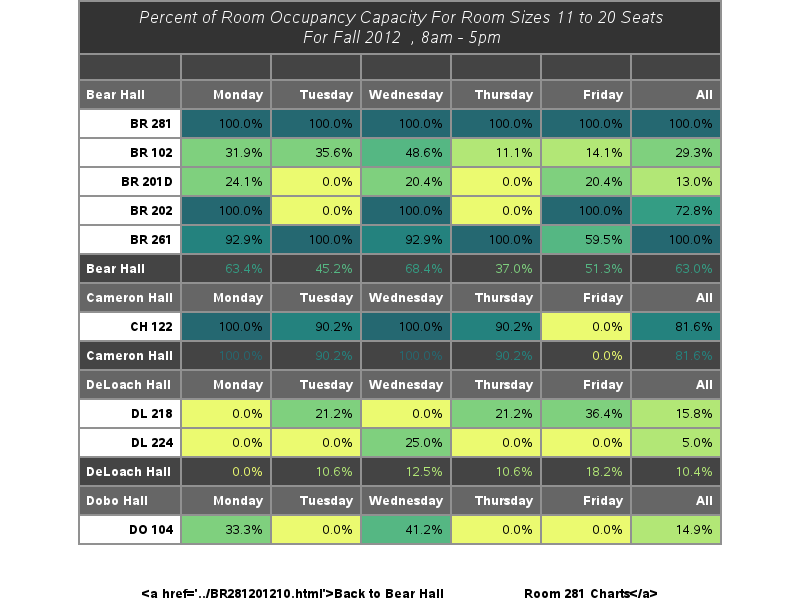 Percent of Room Occupancy Capacity For Room Sizes 11 to 20 Seats
For Fall 2012 , 8am - 5pm
Bear Hall Monday Tuesday Wednesday Thursday Friday All
BR 281 100.0% 100.0% 100.0% 100.0% 100.0% 100.0%
BR 102 31.9% 35.6% 48.6% 11.1% 14.1% 29.3%
BR 201D 24.1% 0.0% 20.4% 0.0% 20.4% 13.0%
BR 202 100.0% 0.0% 100.0% 0.0% 100.0% 72.8%
BR 261 92.9% 100.0% 92.9% 100.0% 59.5% 100.0%
Bear Hall 63.4% 45.2% 68.4% 37.0% 51.3% 63.0%
Cameron Hall Monday Tuesday Wednesday Thursday Friday All
CH 122 100.0% 90.2% 100.0% 90.2% 0.0% 81.6%
Cameron Hall 100.0% 90.2% 100.0% 90.2% 0.0% 81.6%
DeLoach Hall Monday Tuesday Wednesday Thursday Friday All
DL 218 0.0% 21.2% 0.0% 21.2% 36.4% 15.8%
DL 224 0.0% 0.0% 25.0% 0.0% 0.0% 5.0%
DeLoach Hall 0.0% 10.6% 12.5% 10.6% 18.2% 10.4%
Dobo Hall Monday Tuesday Wednesday Thursday Friday All
DO 104 33.3% 0.0% 41.2% 0.0% 0.0% 14.9%
<a href='../BR281201210.html'>Back to Bear Hall Room 281 Charts</a>